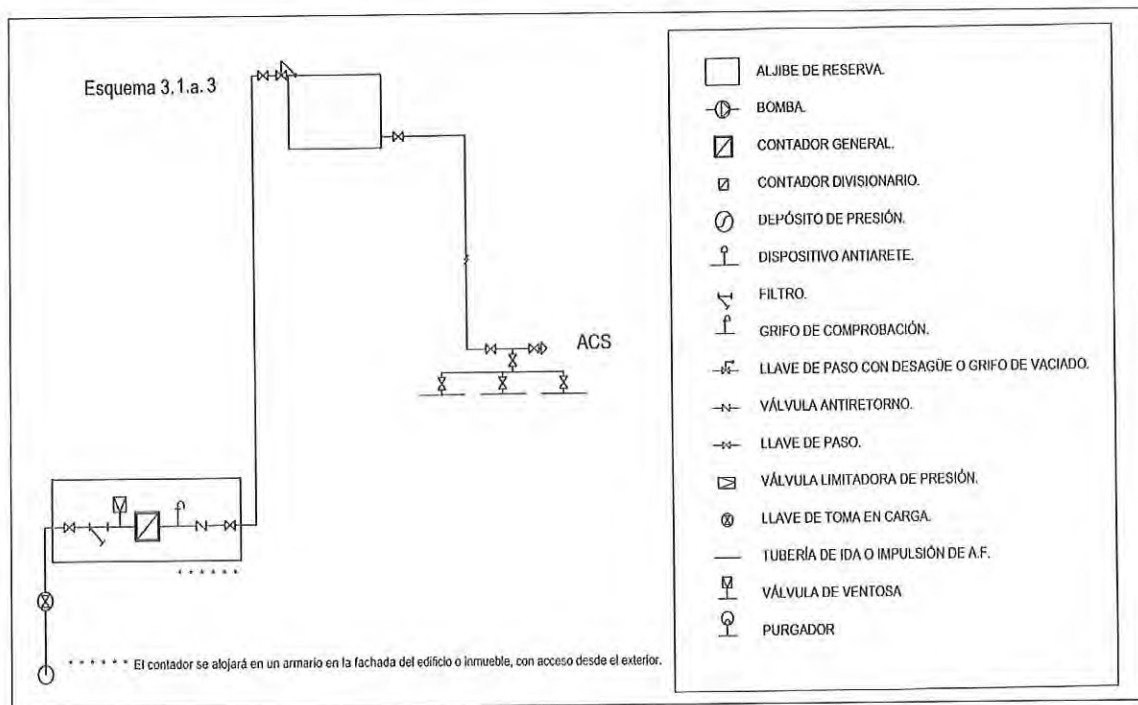 Esquema 3.1.a.3
ACS
* * * * * *
* * * * * * El contador se alojará en un armario en la fachada del edificio o inmueble, con acceso desde el exterior.
ALJIBE DE RESERVA.
BOMBA.
CONTADOR GENERAL.
CONTADOR DIVISIONARIO.
DEPÓSITO DE PRESIÓN.
DISPOSITIVO ANTIARETE.
FILTRO.
GRIFO DE COMPROBACIÓN.
LLAVE DE PASO CON DESAGÜE O GRIFO DE VACIADO.
VÁLVULA ANTIRETORNO.
LLAVE DE PASO.
VÁLVULA LIMITADORA DE PRESIÓN.
LLAVE DE TOMA EN CARGA.
TUBERÍA DE IDA O IMPULSIÓN DE A.F.
VÁLVULA DE VENTOSA
PURGADOR